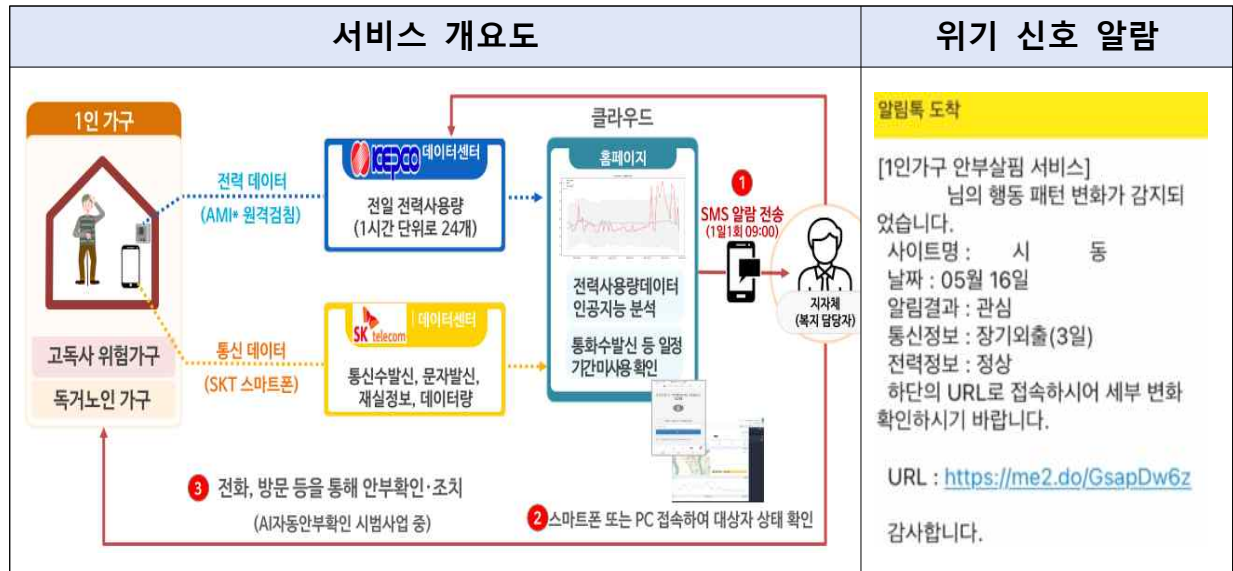 서비스 개요도
위기 신호 알람
1인 가구
고독사 위험가구
독거노인 가구
전력 데이터
(AMI* 원격검침)
통신 데이터
(SKT 스마트폰)
KEPCO 데이터센터
전일 전력사용량
(1시간 단위로 24개)
SK telecom 데이터센터
통신수발신, 문자발신,
재실정보, 데이터량
클라우드
홈페이지
전력사용량데이터
인공지능 분석
통화수발신 등 일정
기간미사용 확인
1
SMS 알람 전송
(1일1회 09:00)
지자체
(복지 담당자)
2 스마트폰 또는 PC 접속하여 대상자 상태 확인
3 전화, 방문 등을 통해 안부확인·조치
(AI자동안부확인 시범사업 중)
알림톡 도착
[1인가구 안부살핌 서비스]
님의 행동 패턴 변화가 감지되
었습니다.
사이트명 : 시 동
날짜 : 05월 16일
알림결과 : 관심
통신정보 : 장기외출(3일)
전력정보 : 정상
하단의 URL로 접속하시어 세부 변화
확인하시기 바랍니다.
URL : https://me2.do/GsapDw6z
감사합니다.